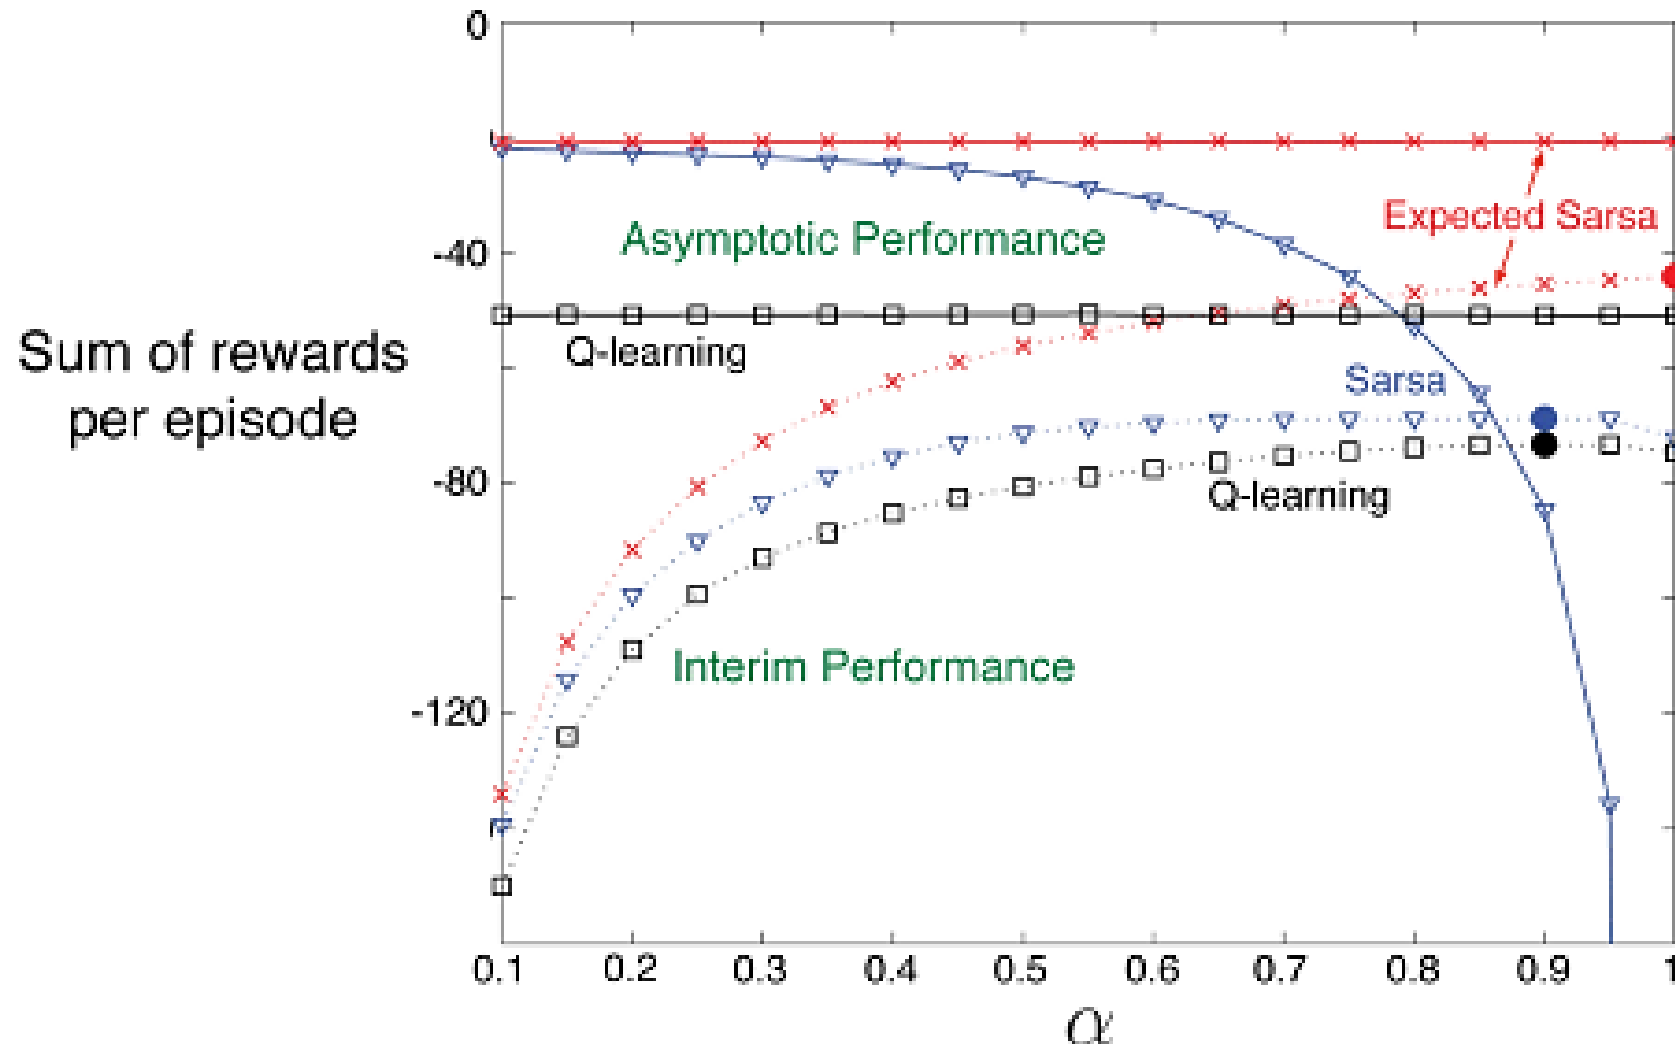 0
-40
-80
-120
Sum of rewards
per episode
Asymptotic Performance
Expected Sarsa
Q-learning
Sarsa
Q-learning
Interim Performance
0.1 0.2 0.3 0.4 0.5 0.6 0.7 0.8 0.9 1
α